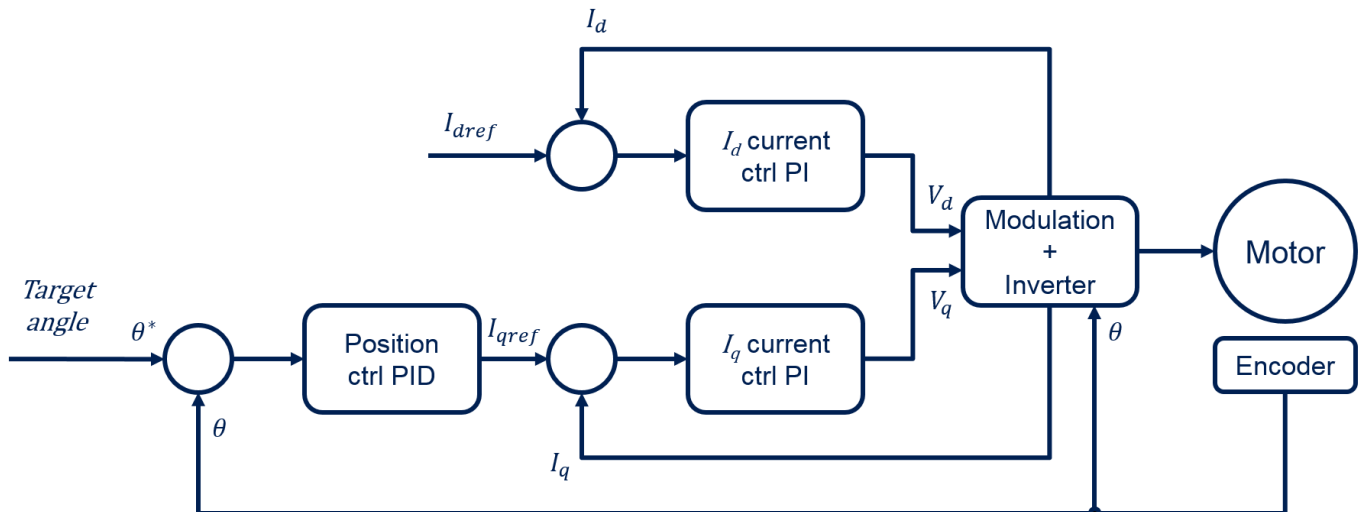 I_d
I_dref
I_d current
ctrl PI
V_d
Modulation
+
Inverter
Motor
Target
angle
θ*
Position
ctrl PID
I_qref
I_q current
ctrl PI
V_q
θ
Encoder
θ
I_q